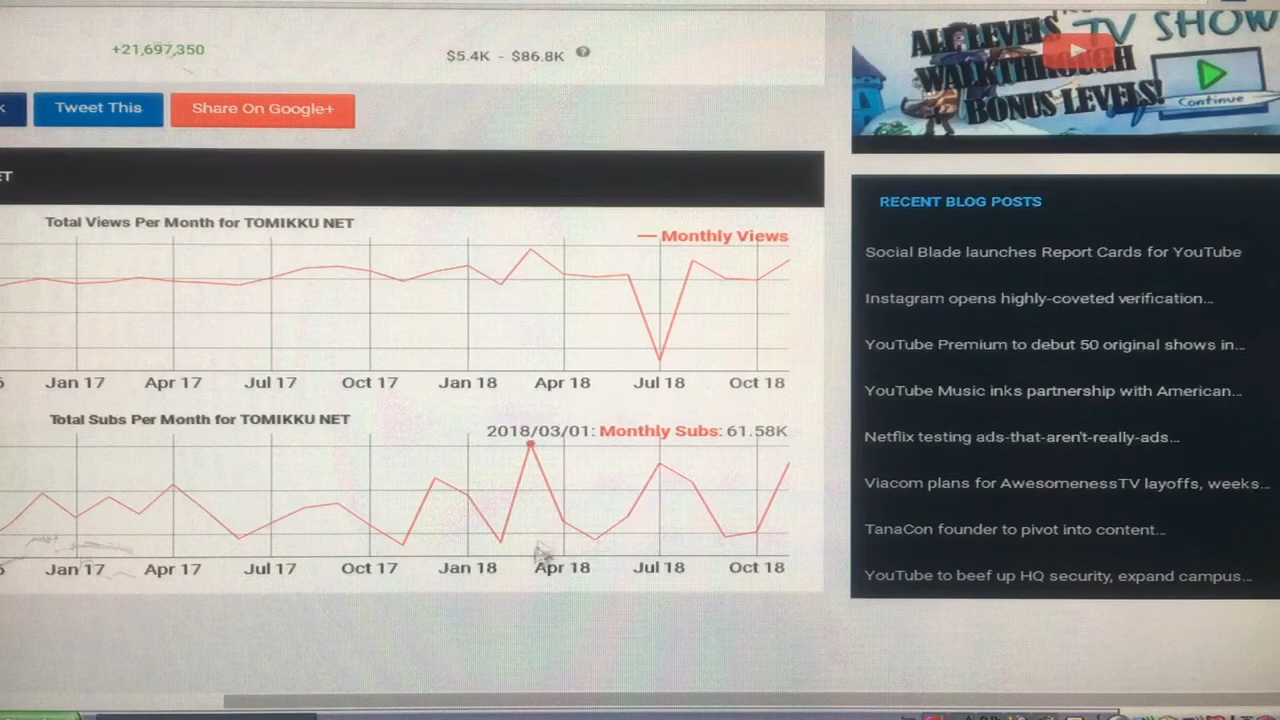 +21,697,350
$5.4K - $86.8K
Tweet This
Share On Google+
ET
Total Views Per Month for TOMIKKU NET
Monthly Views
Jan 17 Apr 17 Jul 17 Oct 17 Jan 18 Apr 18 Jul 18 Oct 18
Total Subs Per Month for TOMIKKU NET
2018/03/01: Monthly Subs: 61.58K
Jan 17 Apr 17 Jul 17 Oct 17 Jan 18 Apr 18 Jul 18 Oct 18
TV SHOW
ALL LEVELS
WALKTHROUGH
BONUS LEVELS!
Continue
RECENT BLOG POSTS
Social Blade launches Report Cards for YouTube
Instagram opens highly-coveted verification...
YouTube Premium to debut 50 original shows in...
YouTube Music inks partnership with American...
Netflix testing ads-that-aren't-really-ads...
Viacom plans for AwesomenessTV layoffs, weeks...
TanaCon founder to pivot into content...
YouTube to beef up HQ security, expand campus...